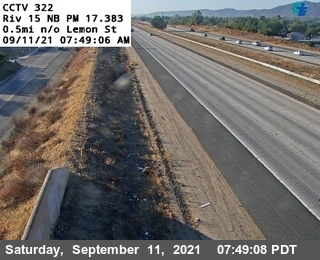 CCTV 322
Riv 15 NB PM 17.383
0.5mi n/o Lemon St
09/11/21 07:49:06 AM
Saturday, September 11, 2021 07:49:08 PDT